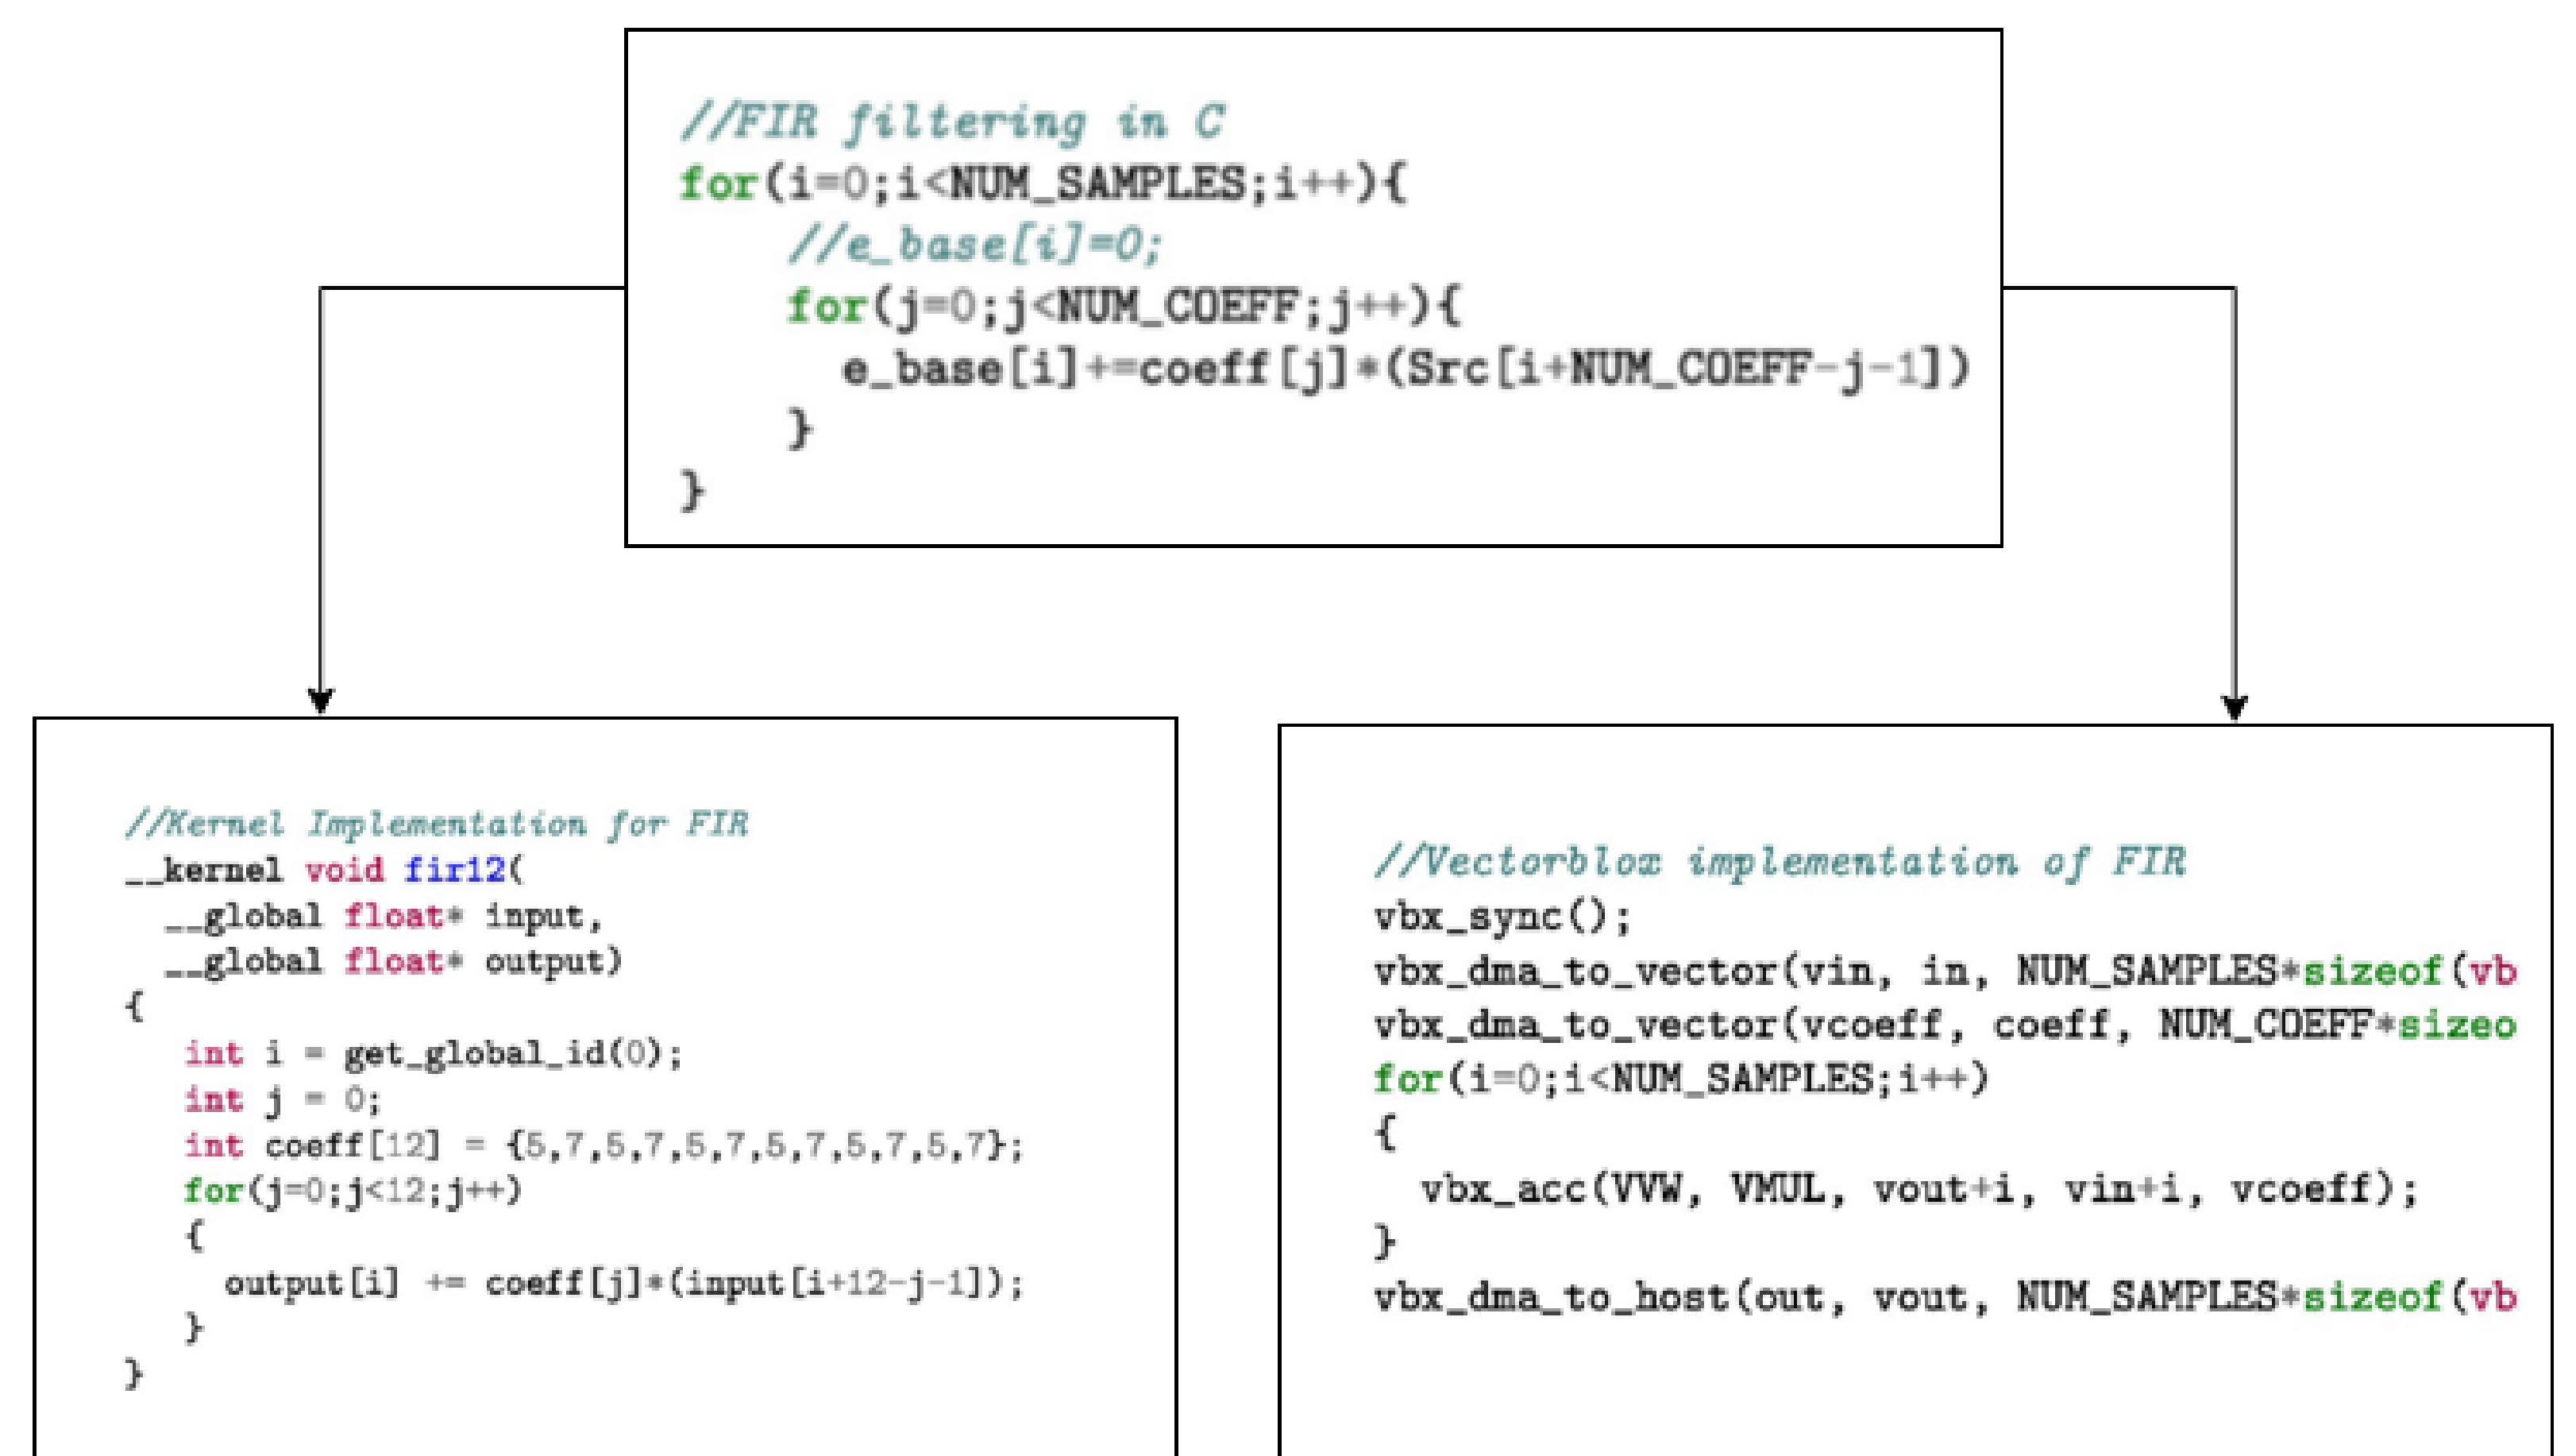 //FIR filtering in C
for(i=0;i<NUM_SAMPLES;i++){
//e_base[i]=0;
for(j=0;j<NUM_COEFF;j++){
e_base[i]+=coeff[j]*(Src[i+NUM_COEFF-j-1])
}
}
//Kernel Implementation for FIR
__kernel void fir12(
__global float* input,
__global float* output)
{
int i = get_global_id(0);
int j = 0;
int coeff[12] = {5,7,5,7,5,7,5,7,5,7,5,7};
for(j=0;j<12;j++)
{
output[i] += coeff[j]*(input[i+12-j-1]);
}
}
//Vectorblox implementation of FIR
vbx_sync();
vbx_dma_to_vector(vin, in, NUM_SAMPLES*sizeof(vb
vbx_dma_to_vector(vcoeff, coeff, NUM_COEFF*sizeo
for(i=0;i<NUM_SAMPLES;i++)
{
vbx_acc(VVW, VMUL, vout+i, vin+i, vcoeff);
}
vbx_dma_to_host(out, vout, NUM_SAMPLES*sizeof(vb